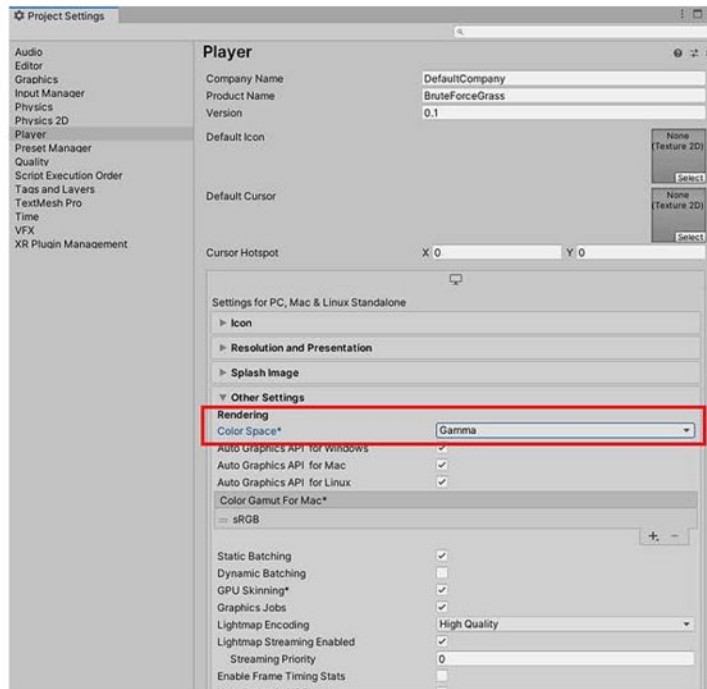 Project Settings
Audio
Editor
Graphics
Input Manager
Physics
Physics 2D
Player
Preset Manager
Quality
Script Execution Order
Tags and Layers
TextMesh Pro
Time
VFX
XR Plugin Management
Player
Company Name DefaultCompany
Product Name BruteForceGrass
Version 0.1
Default Icon None
(Texture 2D)
Select
Default Cursor None
(Texture 2D)
Select
Cursor Hotspot X 0 Y 0
Settings for PC, Mac & Linux Standalone
Icon
Resolution and Presentation
Splash Image
Other Settings
Rendering
Color Space* Gamma
Auto Graphics API for Windows
Auto Graphics API for Mac
Auto Graphics API for Linux
Color Gamut For Mac*
sRGB
Static Batching
Dynamic Batching
GPU Skinning*
Graphics Jobs
Lightmap Encoding High Quality
Lightmap Streaming Enabled
Streaming Priority 0
Enable Frame Timing Stats